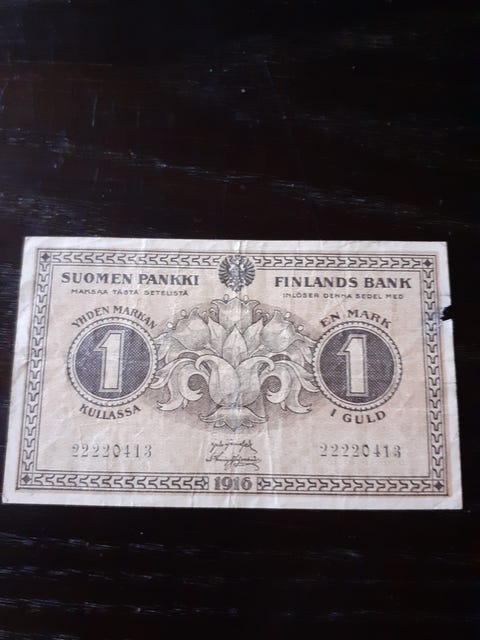 SUOMEN PANKKI
MAKSAA TÄSTÄ SETELISTÄ
YHDEN MARKAN
1
KULLASSA
FINLANDS BANK
INLÖSER DENNA SEDEL MED
EN MARK
1
I GULD
22220413
22220413
1916